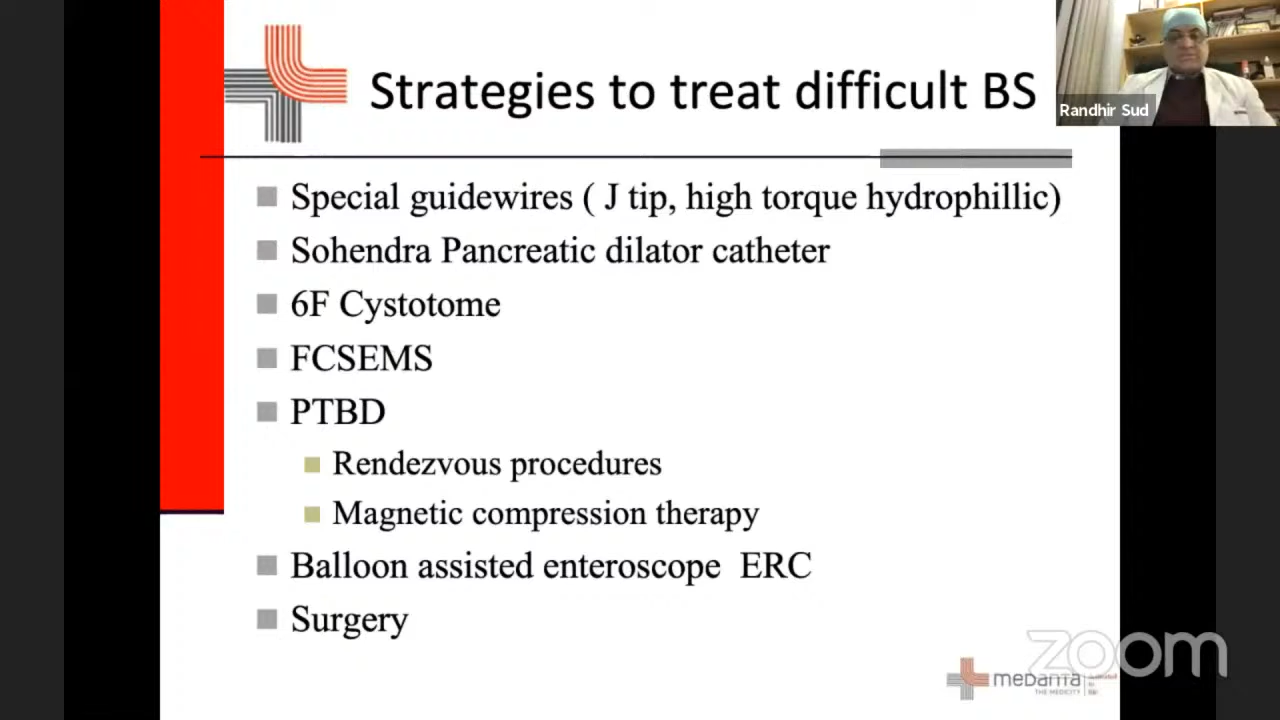 Strategies to treat difficult BS
Randhir Sud
Special guidewires ( J tip, high torque hydrophillic)
Sohendra Pancreatic dilator catheter
6F Cystotome
FCSEMS
PTBD
Rendezvous procedures
Magnetic compression therapy
Balloon assisted enteroscope ERC
Surgery
zoom
medanta
THE MEDICITY